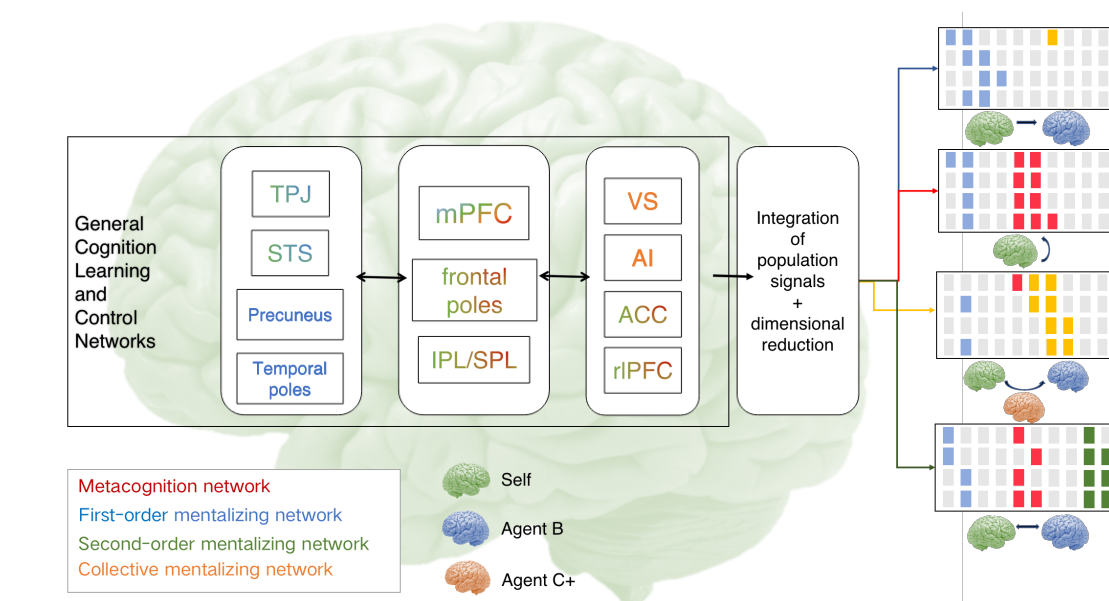 General
Cognition
Learning
and
Control
Networks
TPJ
STS
Precuneus
Temporal
poles
mPFC
frontal
poles
IPL/SPL
VS
AI
ACC
rlPFC
Integration
of
population
signals
+
dimensional
reduction
Metacognition network
First-order mentalizing network
Second-order mentalizing network
Collective mentalizing network
Self
Agent B
Agent C+